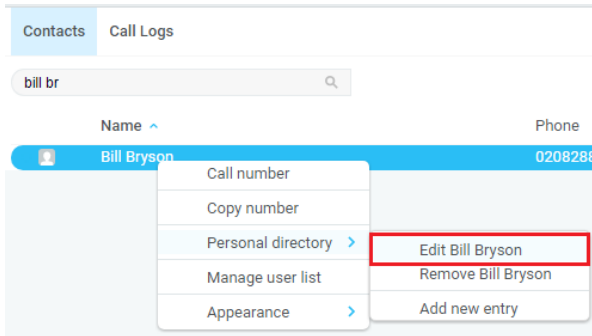 Contacts Call Logs
bill br
Name Phone
Bill Bryson 0208288
Call number
Copy number
Personal directory
Edit Bill Bryson
Manage user list
Remove Bill Bryson
Appearance
Add new entry